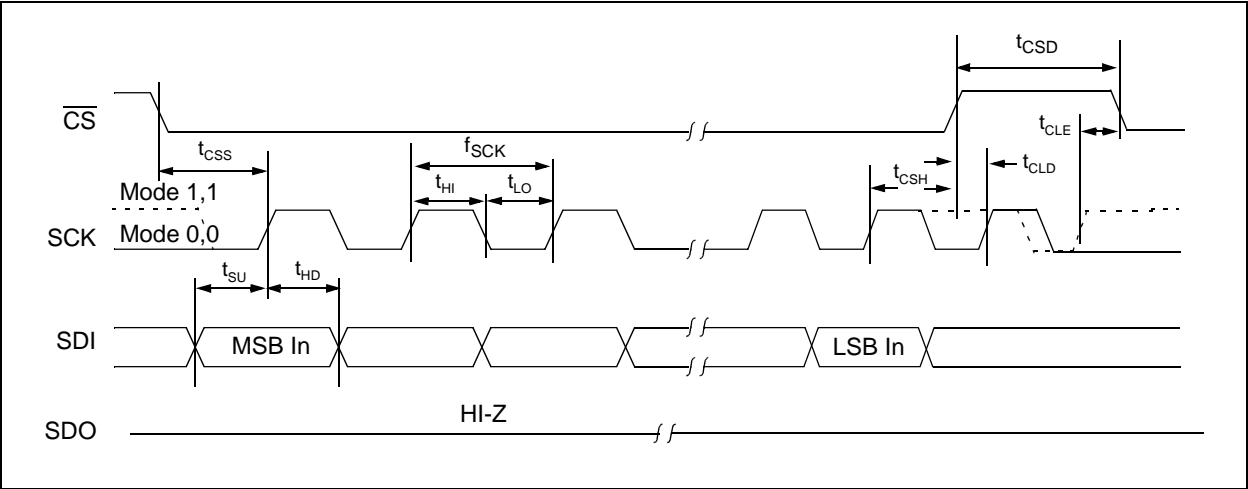 tCSD
CS
tCLE
tCSS
fSCK
tCSH
tCLD
tHI
tLO
Mode 1,1
SCK
Mode 0,0
tSU
tHD
SDI
MSB In
LSB In
HI-Z
SDO